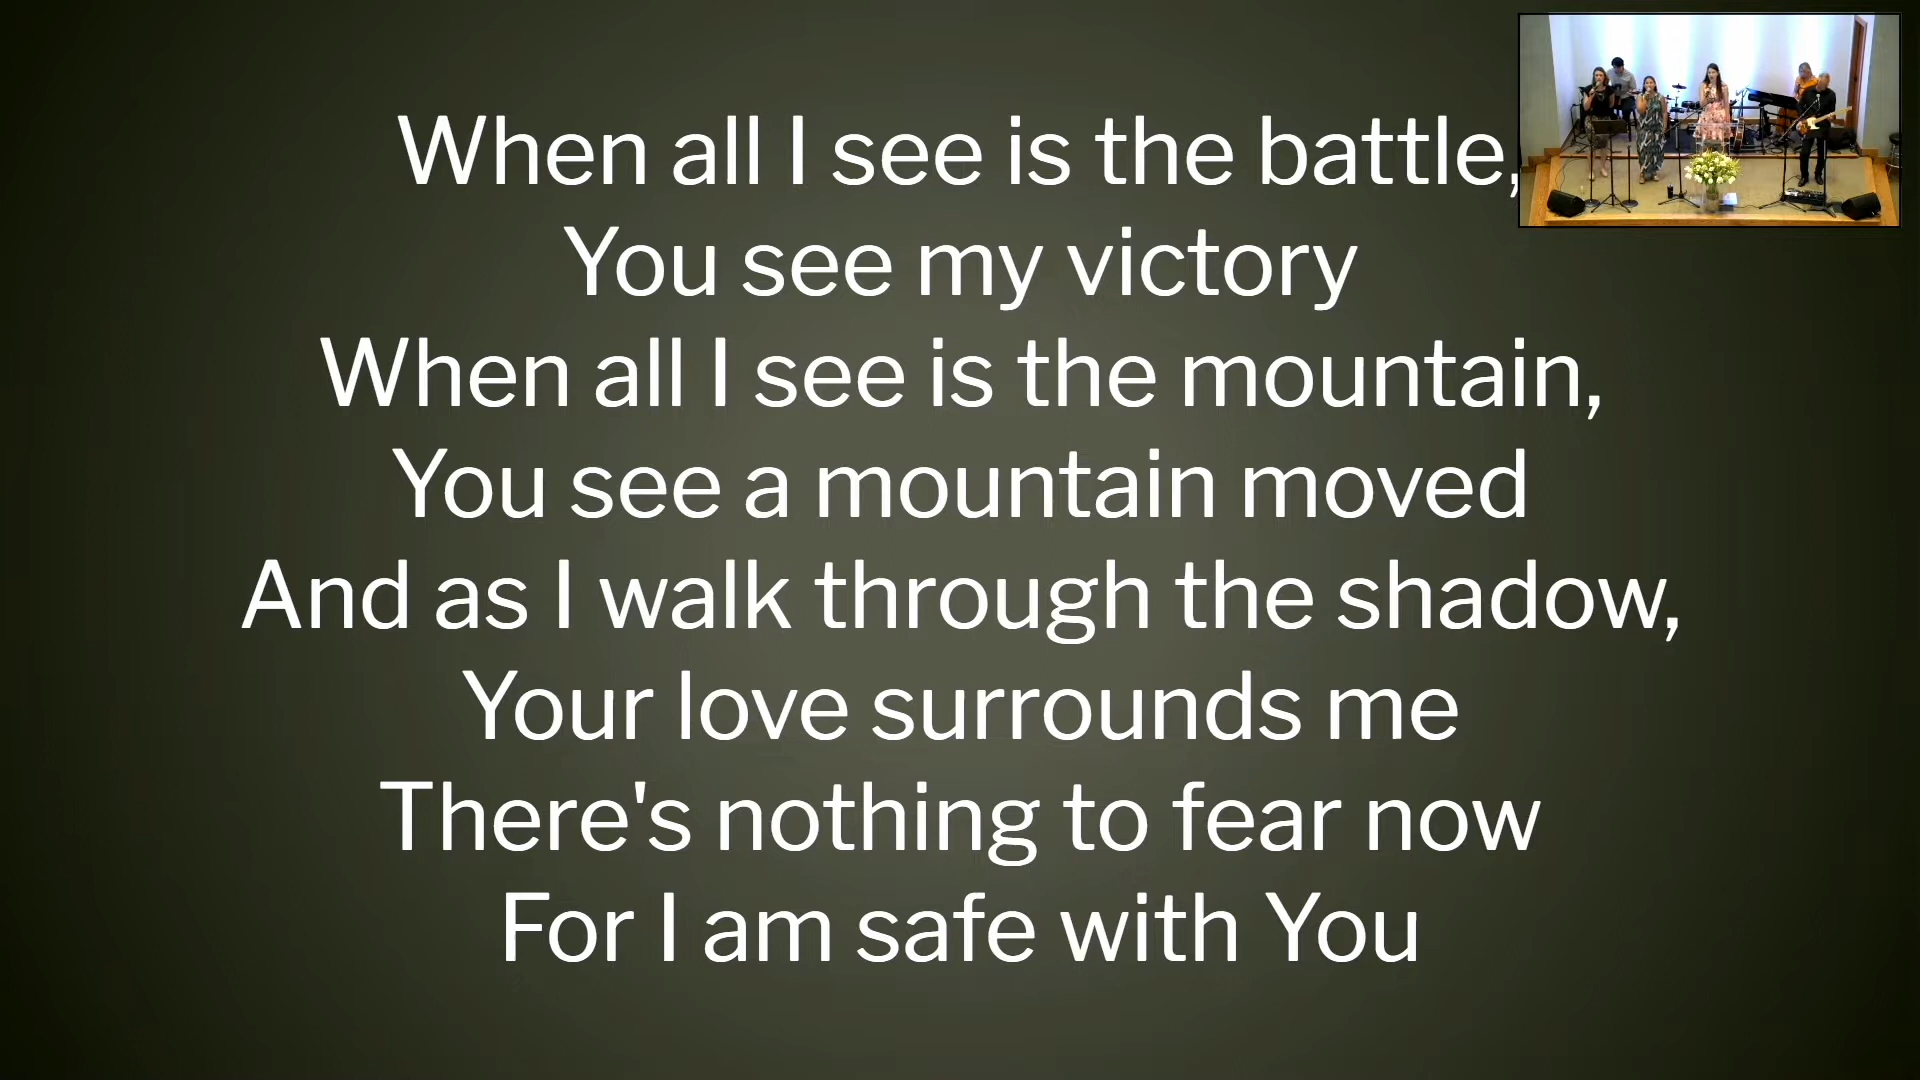 When all I see is the battle,
You see my victory
When all I see is the mountain,
You see a mountain moved
And as I walk through the shadow,
Your love surrounds me
There's nothing to fear now
For I am safe with You